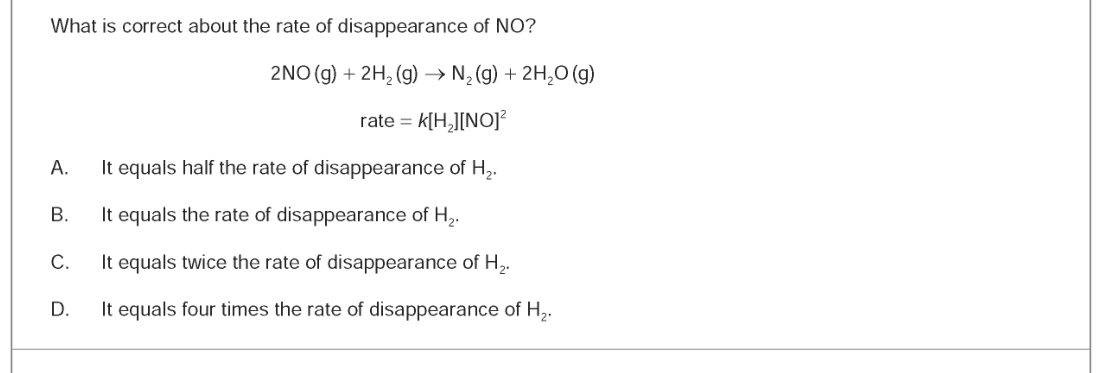 What is correct about the rate of disappearance of NO?
2NO (g) + 2H₂ (g) → N₂ (g) + 2H₂O (g)
rate = k[H₂][NO]²
A. It equals half the rate of disappearance of H₂.
B. It equals the rate of disappearance of H₂.
C. It equals twice the rate of disappearance of H₂.
D. It equals four times the rate of disappearance of H₂.